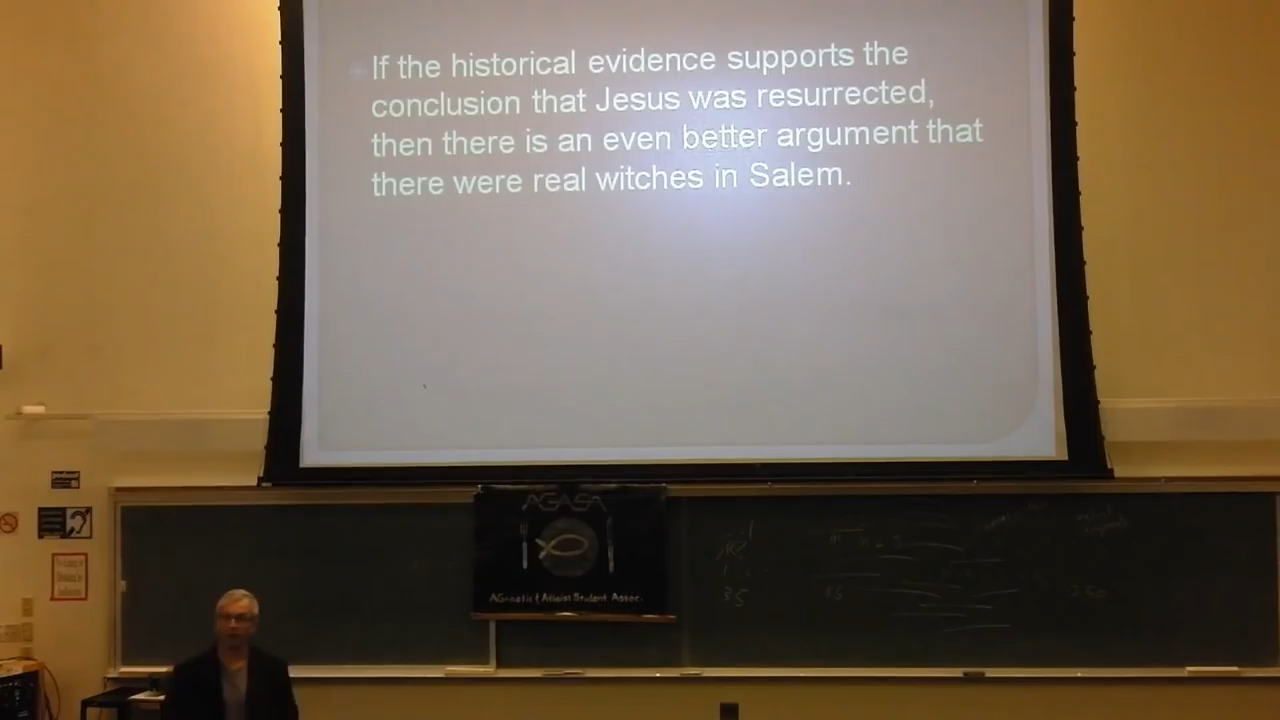 If the historical evidence supports the
conclusion that Jesus was resurrected,
then there is an even better argument that
there were real witches in Salem.
AGASA
AGnostic & Atheist Student Assoc.
35